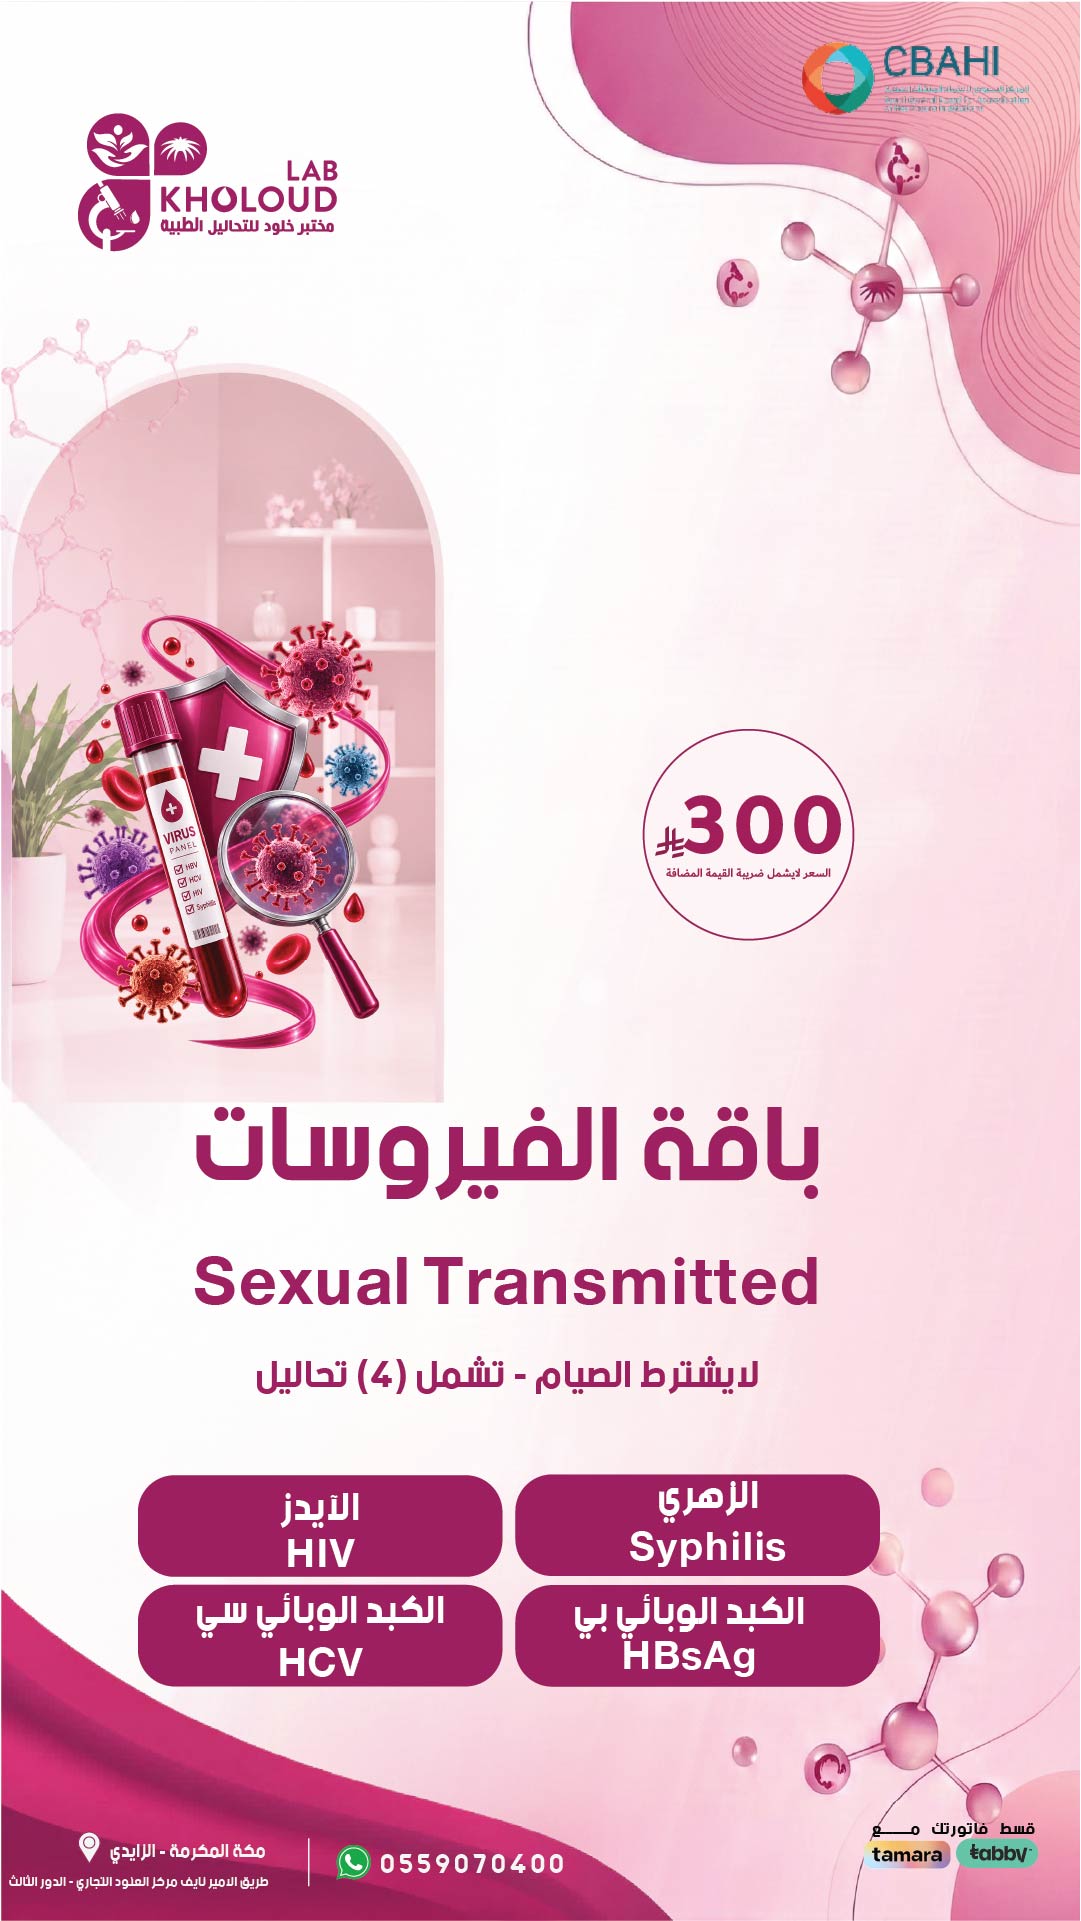 CBAHI
LAB
KHOLOUD
مختبر خلود للتحاليل الطبية
VIRUS
PANEL
HBV
HCV
HIV
Syphilis
300
السعر لايشمل ضريبة القيمة المضافة
باقة الفيروسات
Sexual Transmitted
لايشترط الصيام - تشمل (4) تحاليل
الزهري
Syphilis
الآيدز
HIV
الكبد الوبائي بي
HBsAg
الكبد الوبائي سي
HCV
قسط فاتورتك مع
tamara tabby
مكة المكرمة - الزايدي
طريق الامير نايف مركز العنود التجاري - الدور الثالث
0559070400